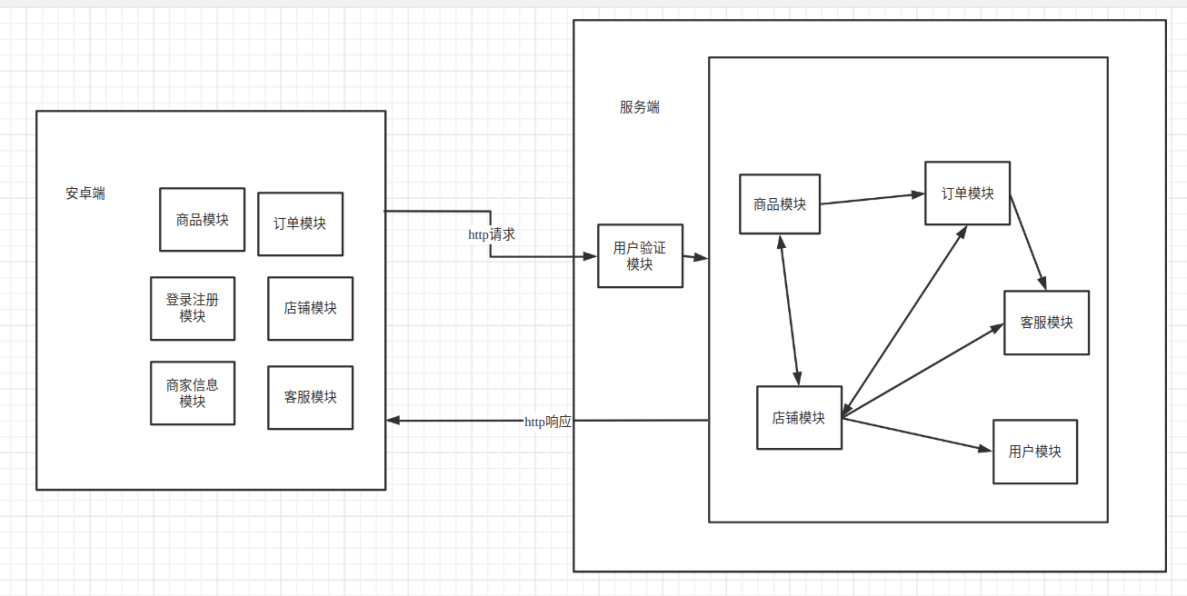 安卓端
商品模块
订单模块
登录注册
模块
店铺模块
商家信息
模块
客服模块
http请求
http响应
服务端
用户验证
模块
商品模块
订单模块
客服模块
店铺模块
用户模块